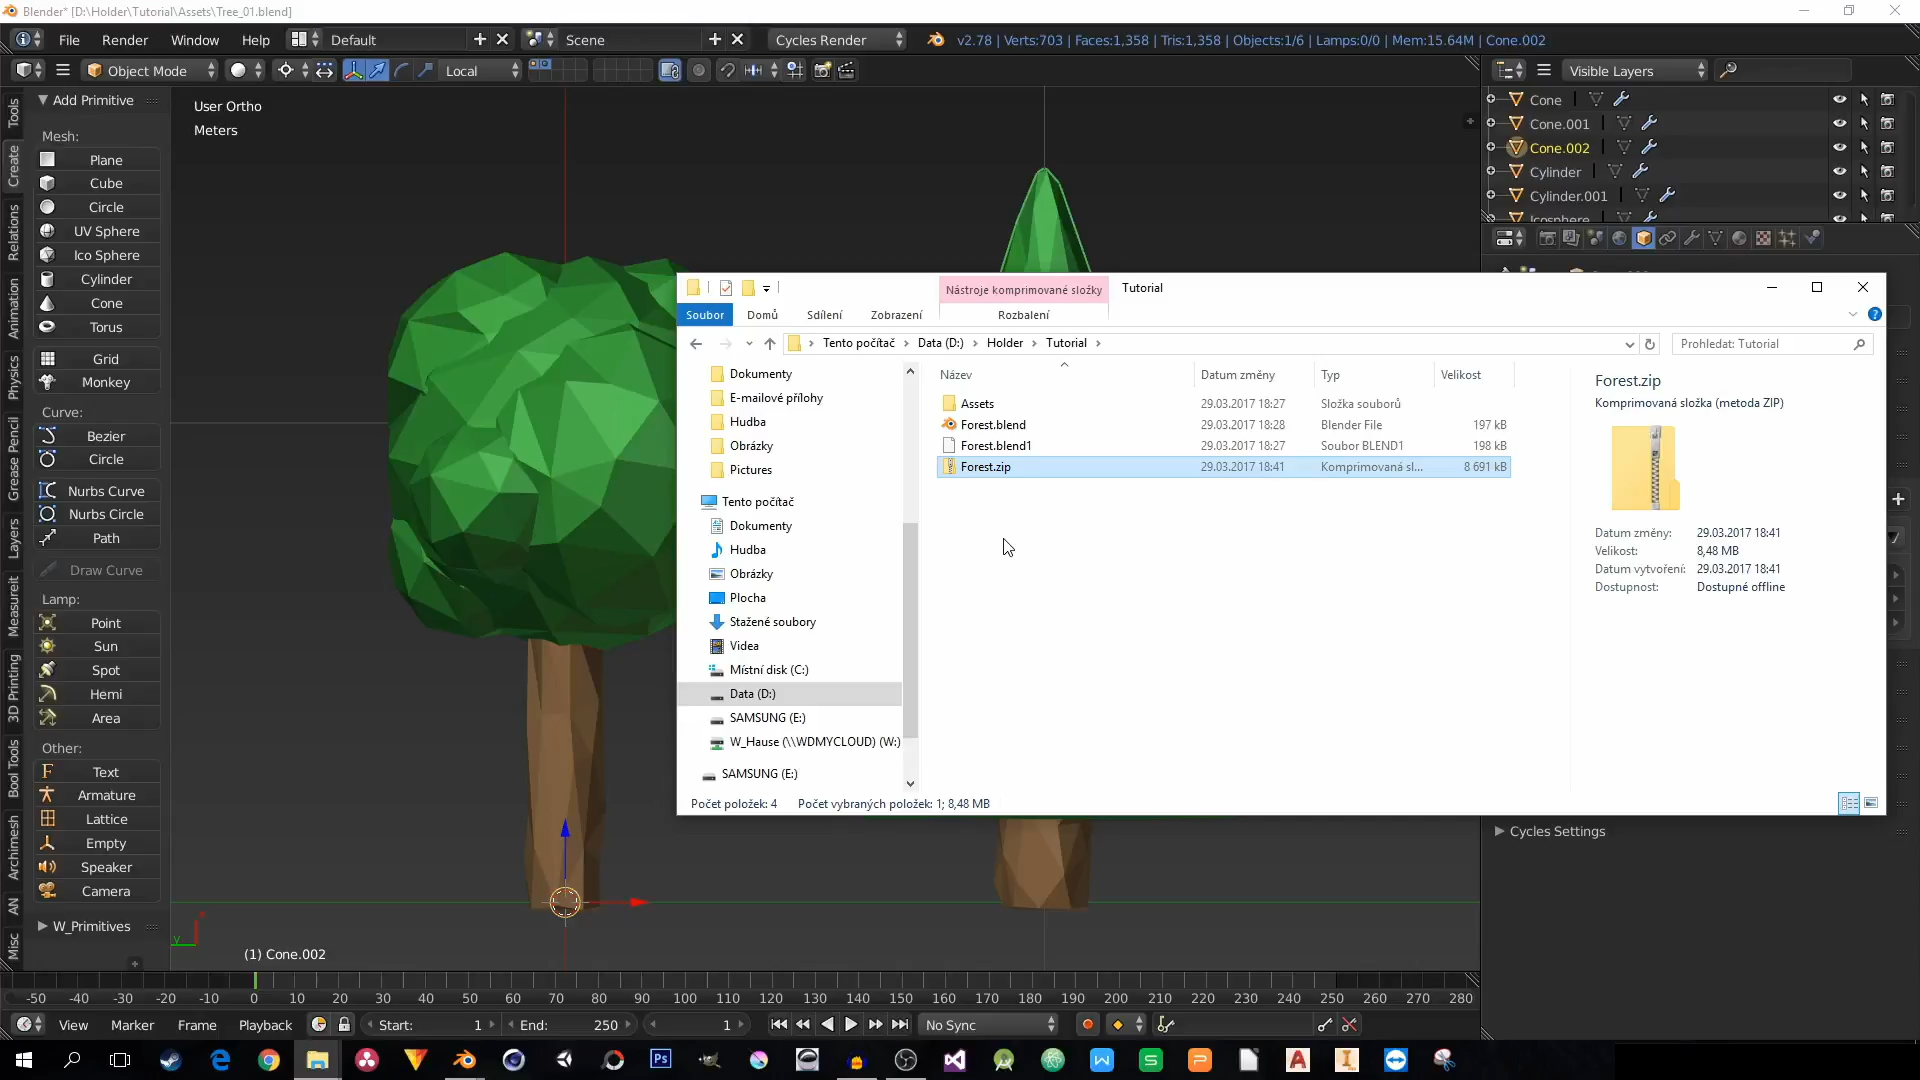 Blender* [D:\Holder\Tutorial\Assets\Tree_01.blend]
File Render Window Help Default Scene Cycles Render v2.78 | Verts:703 | Faces:1,358 | Tris:1,358 | Objects:1/6 | Lamps:0/0 | Mem:15.64M | Cone.002
Object Mode Local Visible Layers
Tools
Create
Relations
Animation
Physics
Grease Pencil
Layers
Measureit
3D Printing
Bool Tools
Archimesh
AN
Misc
Add Primitive
Mesh:
Plane
Cube
Circle
UV Sphere
Ico Sphere
Cylinder
Cone
Torus
Grid
Monkey
Curve:
Bezier
Circle
Nurbs Curve
Nurbs Circle
Path
Draw Curve
Lamp:
Point
Sun
Spot
Hemi
Area
Other:
Text
Armature
Lattice
Empty
Speaker
Camera
W_Primitives
User Ortho
Meters
(1) Cone.002
Cone
Cone.001
Cone.002
Cylinder
Cylinder.001
Icosphere
Nástroje komprimované složky Tutorial
Soubor Domů Sdílení Zobrazení Rozbalení
Tento počítač Data (D:) Holder Tutorial Prohledat: Tutorial
Dokumenty
E-mailové přílohy
Hudba
Obrázky
Pictures
Tento počítač
Dokumenty
Hudba
Obrázky
Plocha
Stažené soubory
Videa
Místní disk (C:)
Data (D:)
SAMSUNG (E:)
W_Hause (\\WDMYCLOUD) (W:)
SAMSUNG (E:)
Název Datum změny Typ Velikost
Assets 29.03.2017 18:27 Složka souborů
Forest.blend 29.03.2017 18:28 Blender File 197 kB
Forest.blend1 29.03.2017 18:27 Soubor BLEND1 198 kB
Forest.zip 29.03.2017 18:41 Komprimovaná sl... 8 691 kB
Forest.zip
Komprimovaná složka (metoda ZIP)
Datum změny: 29.03.2017 18:41
Velikost: 8,48 MB
Datum vytvoření: 29.03.2017 18:41
Dostupnost: Dostupné offline
Počet položek: 4 Počet vybraných položek: 1; 8,48 MB
Cycles Settings
-50 -40 -30 -20 -10 0 10 20 30 40 50 60 70 80 90 100 110 120 130 140 150 160 170 180 190 200 210 220 230 240 250 260 270 280
View Marker Frame Playback Start: 1 End: 250 1 No Sync